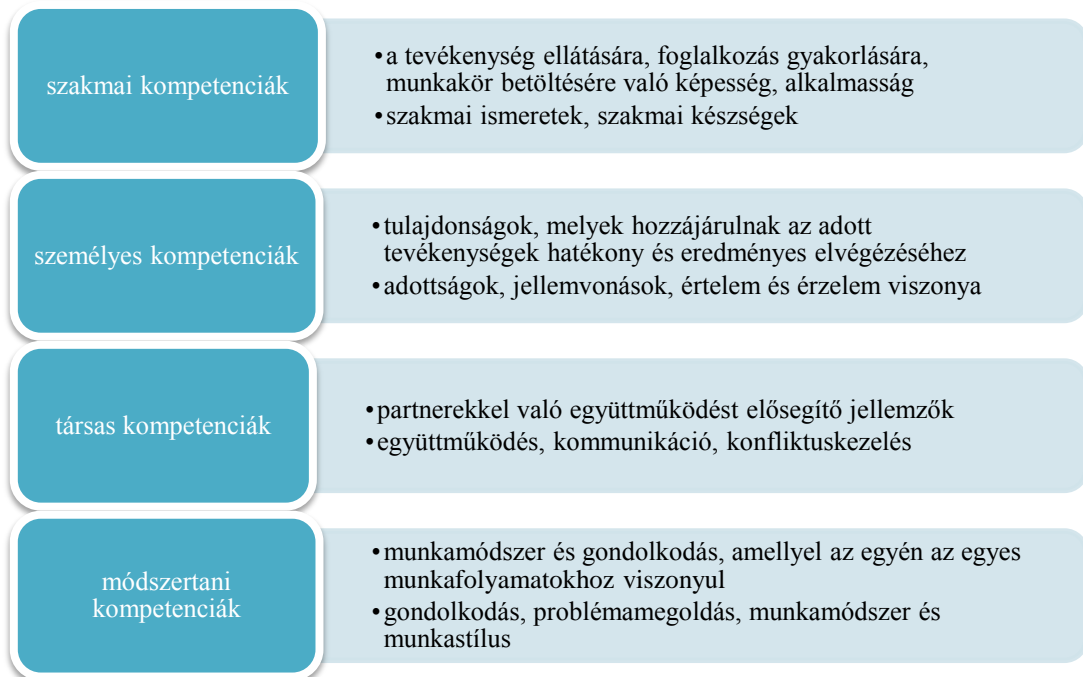 szakmai kompetenciák
•a tevékenység ellátására, foglalkozás gyakorlására,
munkakör betöltésére való képesség, alkalmasság
•szakmai ismeretek, szakmai készségek
személyes kompetenciák
•tulajdonságok, melyek hozzájárulnak az adott
tevékenységek hatékony és eredményes elvégzéséhez
•adottságok, jellemvonások, értelem és érzelem viszonya
társas kompetenciák
•partnerekkel való együttműködést elősegítő jellemzők
•együttműködés, kommunikáció, konfliktuskezelés
módszertani
kompetenciák
•munkamódszer és gondolkodás, amellyel az egyén az egyes
munkafolyamatokhoz viszonyul
•gondolkodás, problémamegoldás, munkamódszer és
munkastílus